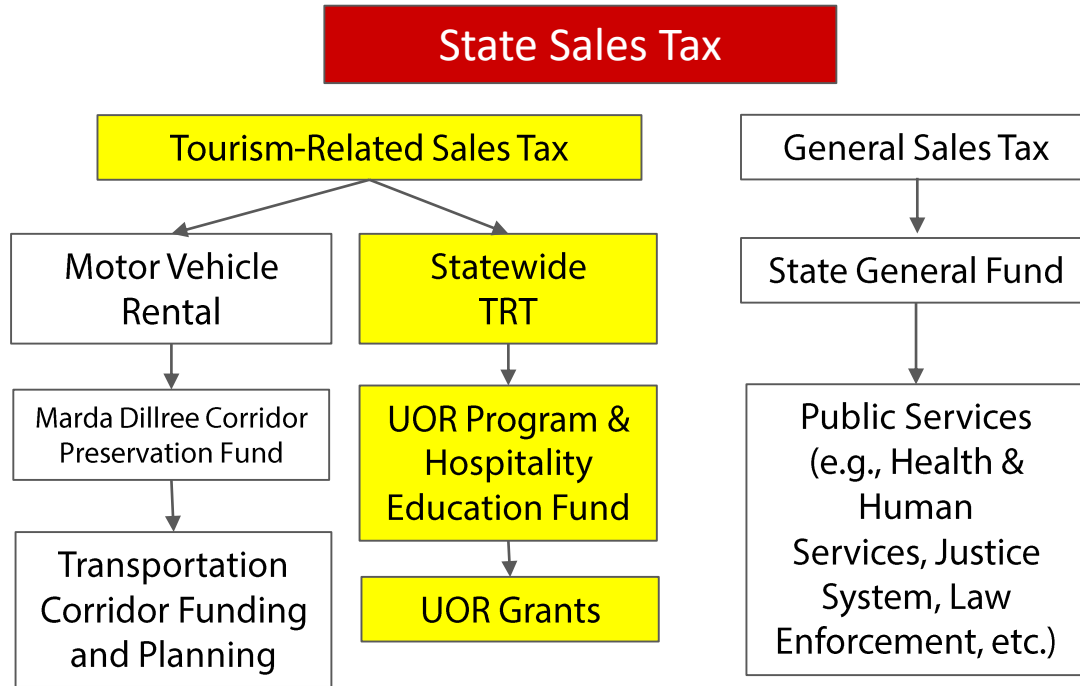 State Sales Tax
Tourism-Related Sales Tax
General Sales Tax
Motor Vehicle
Rental
Statewide
TRT
State General Fund
Marda Dillree Corridor
Preservation Fund
UOR Program &
Hospitality
Education Fund
Public Services
(e.g., Health &
Human
Services, Justice
System, Law
Enforcement, etc.)
Transportation
Corridor Funding
and Planning
UOR Grants